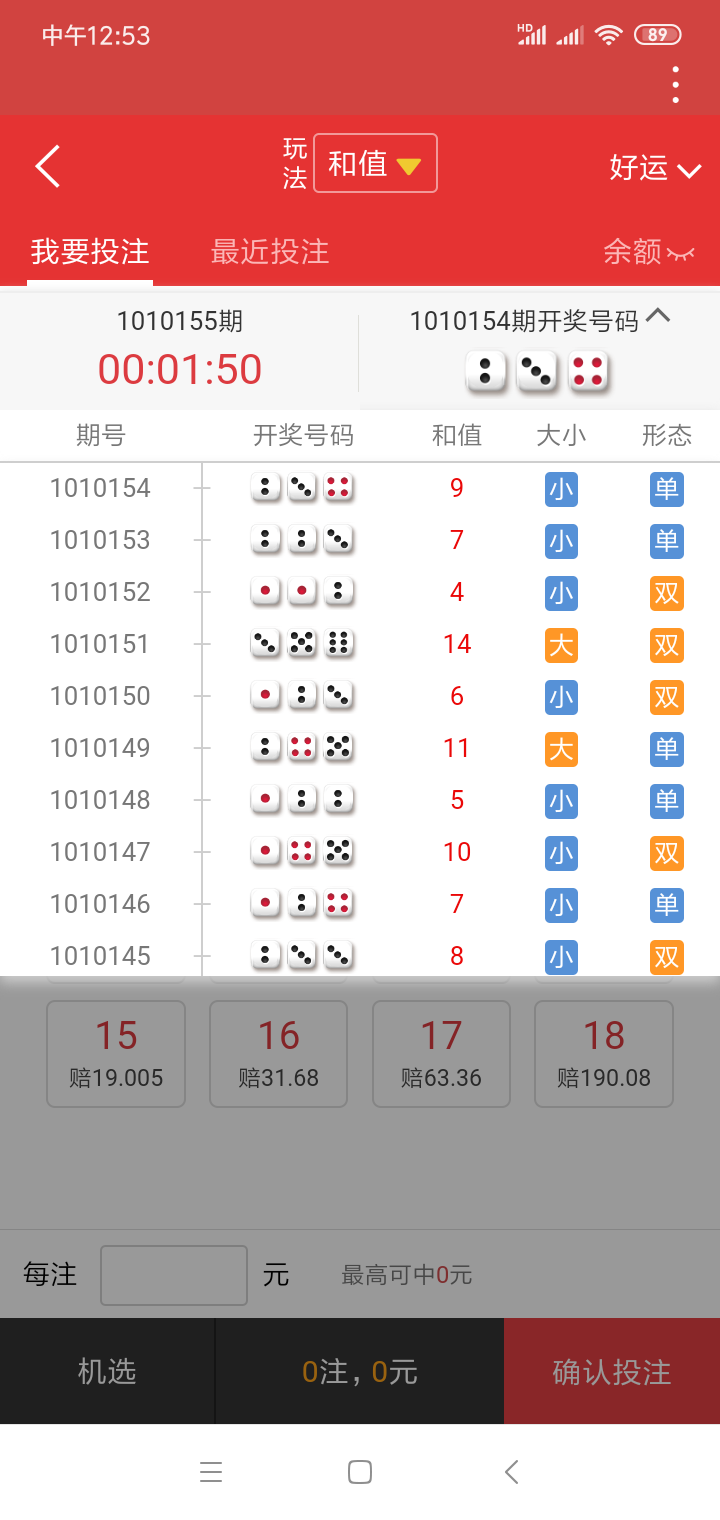 中午12:53
HD
89
玩法
和值
好运
我要投注
最近投注
余额
1010155期
00:01:50
1010154期开奖号码
期号 开奖号码 和值 大小 形态
1010154 9 小 单
1010153 7 小 单
1010152 4 小 双
1010151 14 大 双
1010150 6 小 双
1010149 11 大 单
1010148 5 小 单
1010147 10 小 双
1010146 7 小 单
1010145 8 小 双
15 16 17 18
赔19.005 赔31.68 赔63.36 赔190.08
每注 元 最高可中0元
机选 0注，0元 确认投注